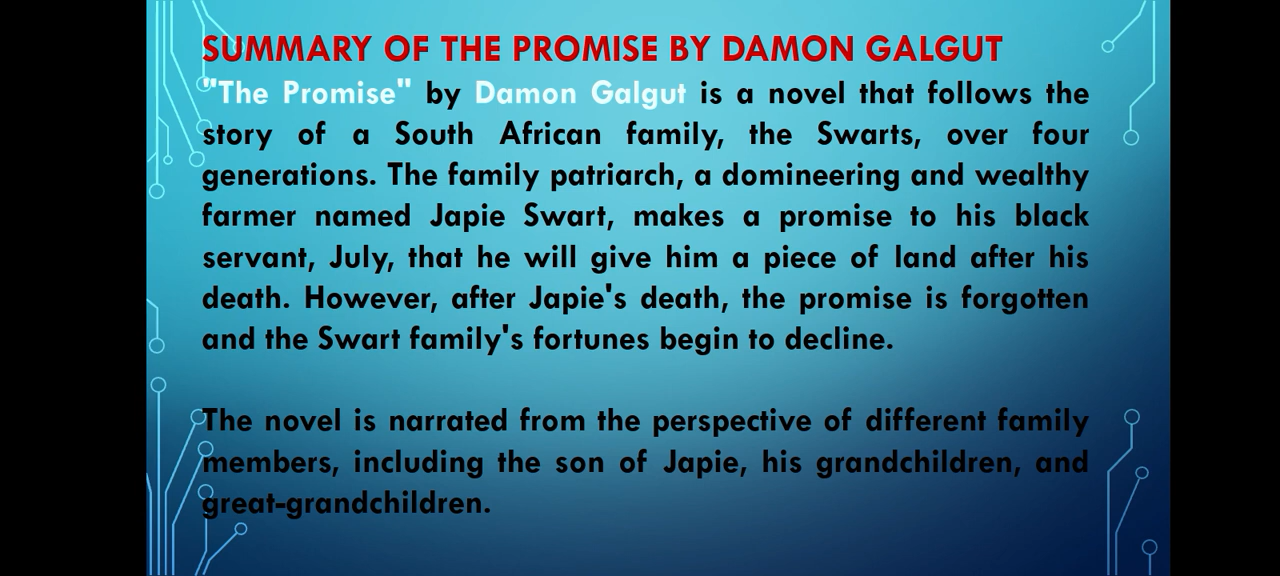 SUMMARY OF THE PROMISE BY DAMON GALGUT
"The Promise" by Damon Galgut is a novel that follows the
story of a South African family, the Swarts, over four
generations. The family patriarch, a domineering and wealthy
farmer named Japie Swart, makes a promise to his black
servant, July, that he will give him a piece of land after his
death. However, after Japie's death, the promise is forgotten
and the Swart family's fortunes begin to decline.
The novel is narrated from the perspective of different family
members, including the son of Japie, his grandchildren, and
great-grandchildren.